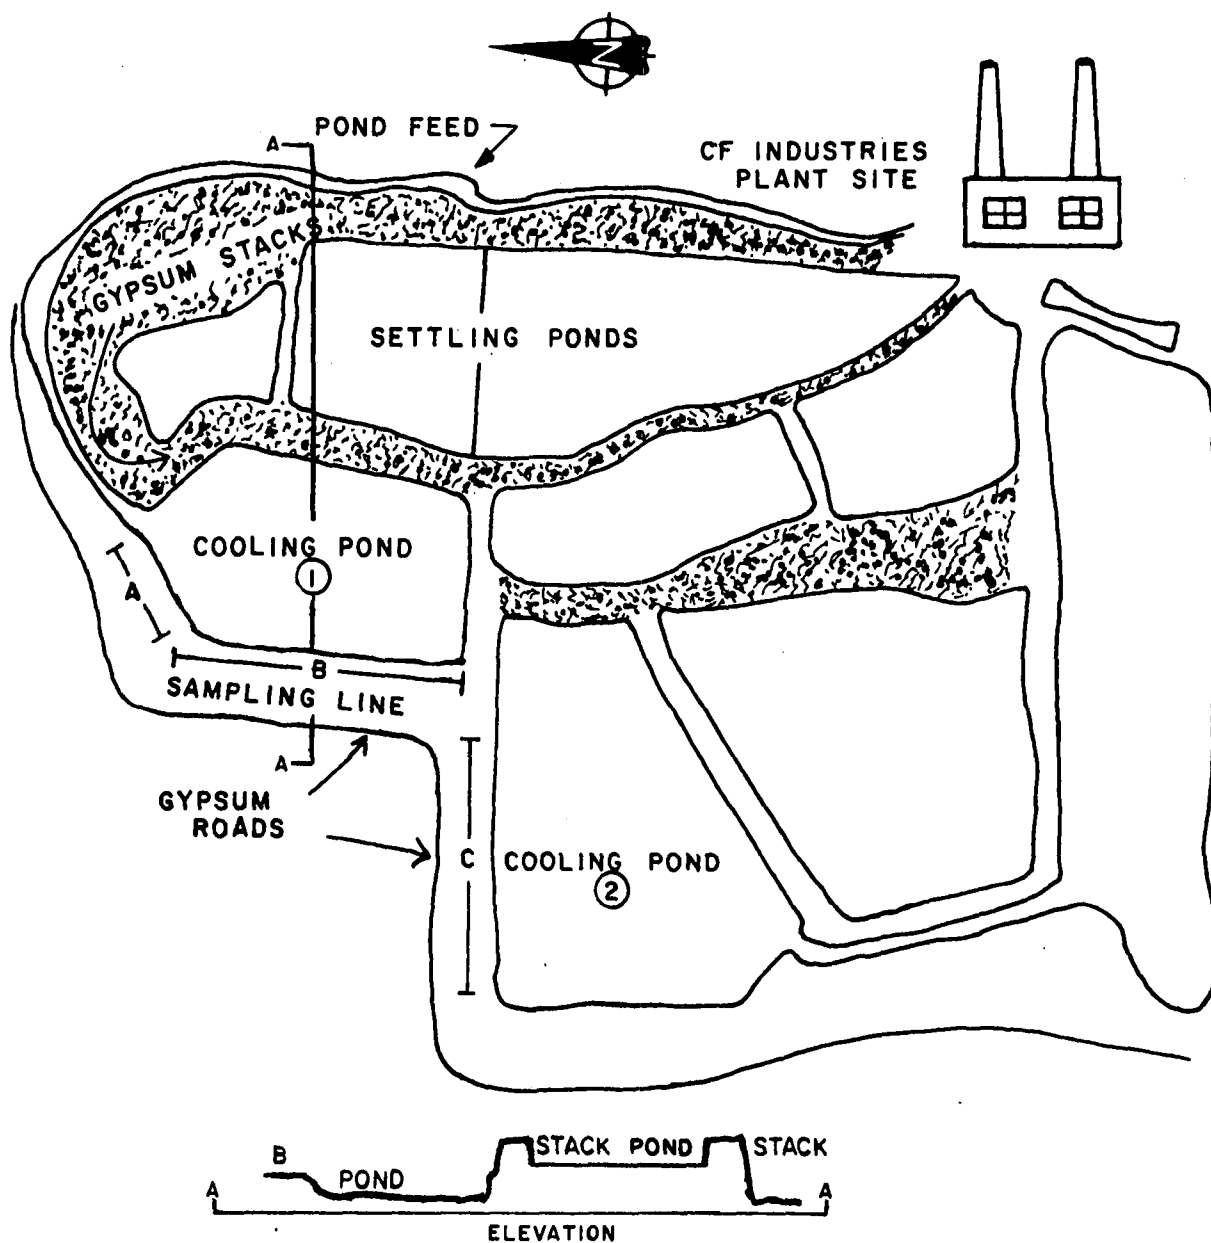 N
POND FEED
A
CF INDUSTRIES
PLANT SITE
GYPSUM STACKS
SETTLING PONDS
COOLING POND
1
A
B
SAMPLING LINE
A
GYPSUM
ROADS
C
COOLING POND
2
STACK POND
STACK
B
POND
A
A
ELEVATION